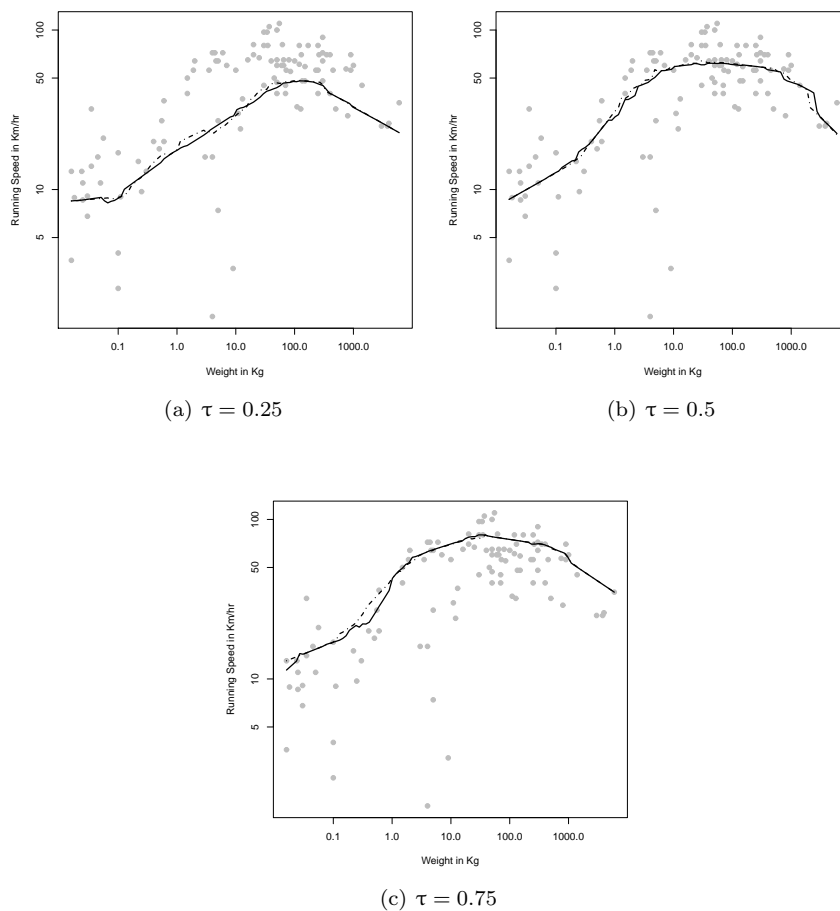 100
50
10
5
Running Speed in Km/hr
0.1 1.0 10.0 100.0 1000.0
Weight in Kg
(a) τ = 0.25
100
50
10
5
Running Speed in Km/hr
0.1 1.0 10.0 100.0 1000.0
Weight in Kg
(b) τ = 0.5
100
50
10
5
Running Speed in Km/hr
0.1 1.0 10.0 100.0 1000.0
Weight in Kg
(c) τ = 0.75